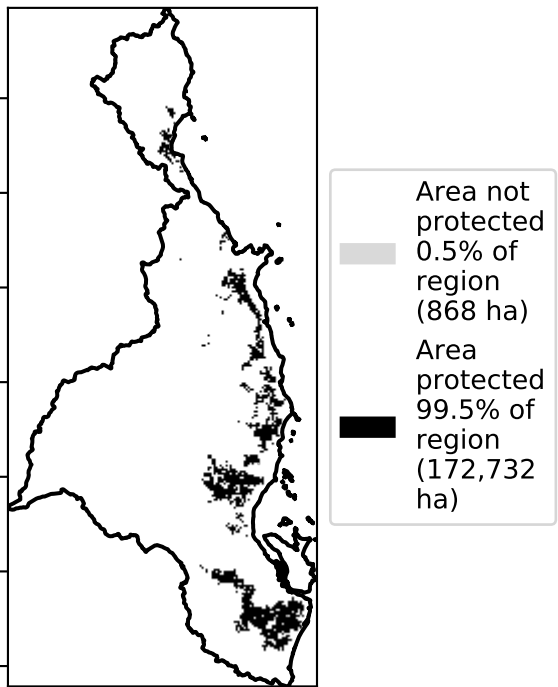 Area not
protected
0.5% of
region
(868 ha)
Area
protected
99.5% of
region
(172,732
ha)